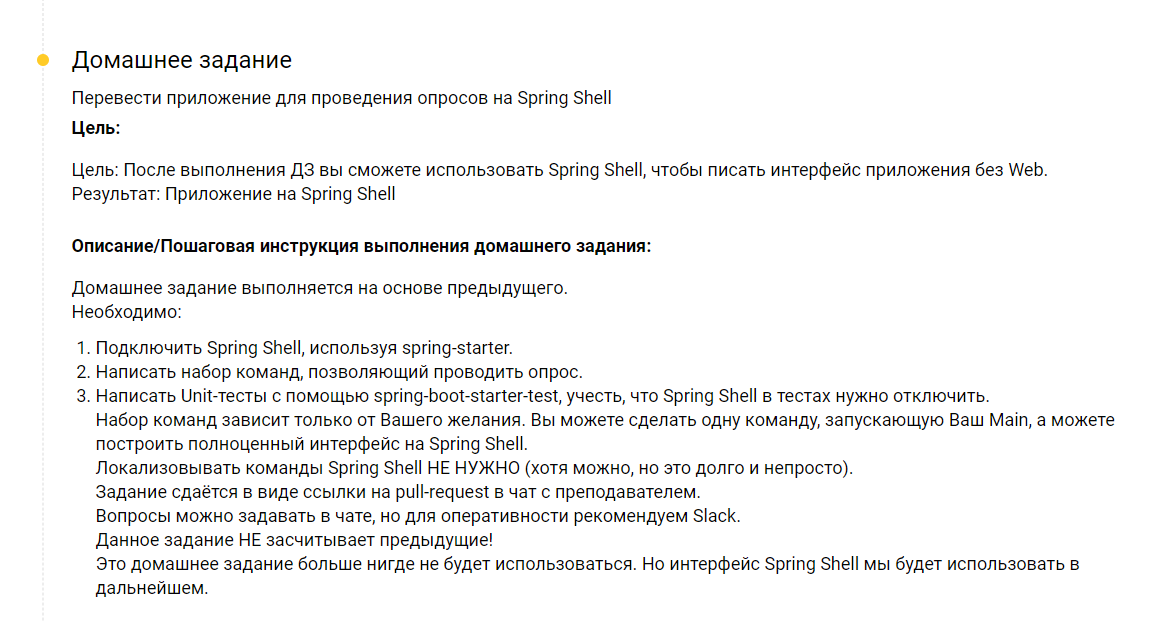 Домашнее задание
Перевести приложение для проведения опросов на Spring Shell
Цель:
Цель: После выполнения ДЗ вы сможете использовать Spring Shell, чтобы писать интерфейс приложения без Web.
Результат: Приложение на Spring Shell
Описание/Пошаговая инструкция выполнения домашнего задания:
Домашнее задание выполняется на основе предыдущего.
Необходимо:
1. Подключить Spring Shell, используя spring-starter.
2. Написать набор команд, позволяющий проводить опрос.
3. Написать Unit-тесты с помощью spring-boot-starter-test, учесть, что Spring Shell в тестах нужно отключить.
Набор команд зависит только от Вашего желания. Вы можете сделать одну команду, запускающую Ваш Main, а можете
построить полноценный интерфейс на Spring Shell.
Локализовывать команды Spring Shell НЕ НУЖНО (хотя можно, но это долго и непросто).
Задание сдаётся в виде ссылки на pull-request в чат с преподавателем.
Вопросы можно задавать в чате, но для оперативности рекомендуем Slack.
Данное задание НЕ засчитывает предыдущие!
Это домашнее задание больше нигде не будет использоваться. Но интерфейс Spring Shell мы будет использовать в
дальнейшем.